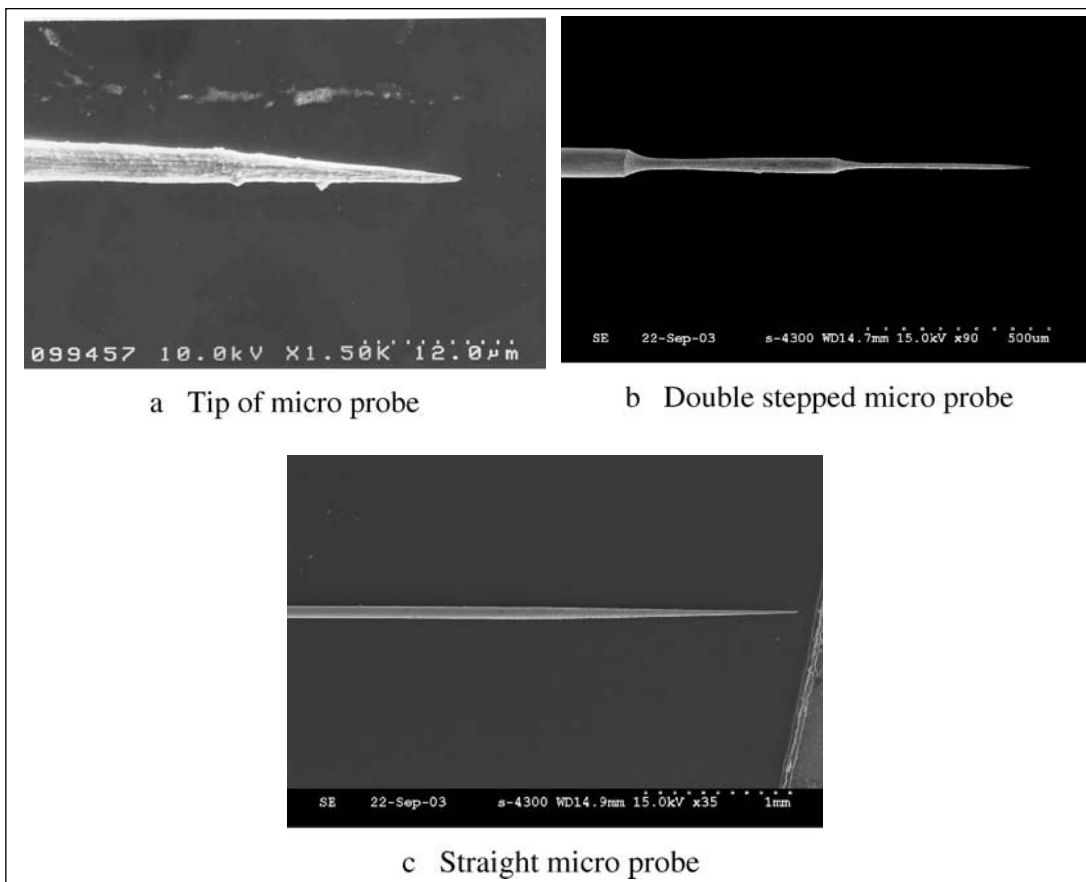 099457 10.0kV X1.50K 12.0µm
a Tip of micro probe
SE 22-Sep-03 s-4300 WD14.7mm 15.0kV x90 500um
b Double stepped micro probe
SE 22-Sep-03 s-4300 WD14.9mm 15.0kV x35 1mm
c Straight micro probe